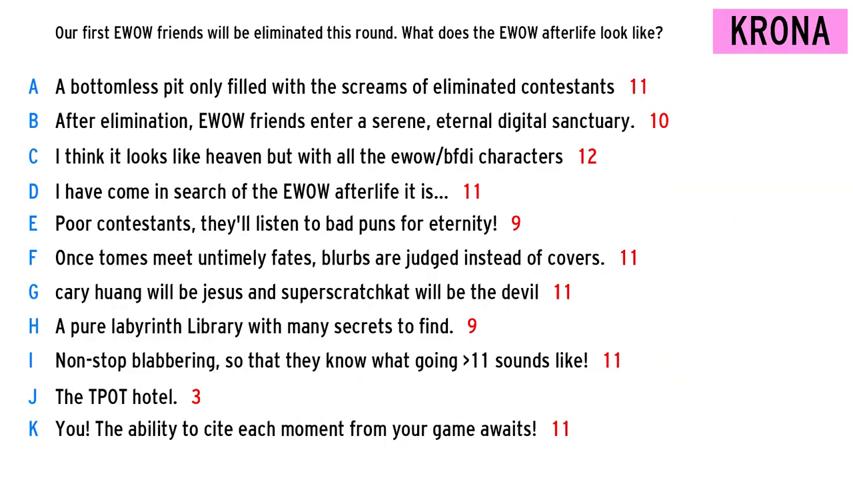 Our first EWOW friends will be eliminated this round. What does the EWOW afterlife look like?
KRONA
A A bottomless pit only filled with the screams of eliminated contestants 11
B After elimination, EWOW friends enter a serene, eternal digital sanctuary. 10
C I think it looks like heaven but with all the ewow/bfdi characters 12
D I have come in search of the EWOW afterlife it is... 11
E Poor contestants, they'll listen to bad puns for eternity! 9
F Once tomes meet untimely fates, blurbs are judged instead of covers. 11
G cary huang will be jesus and superscratchkat will be the devil 11
H A pure labyrinth Library with many secrets to find. 9
I Non-stop blabbering, so that they know what going >11 sounds like! 11
J The TPOT hotel. 3
K You! The ability to cite each moment from your game awaits! 11